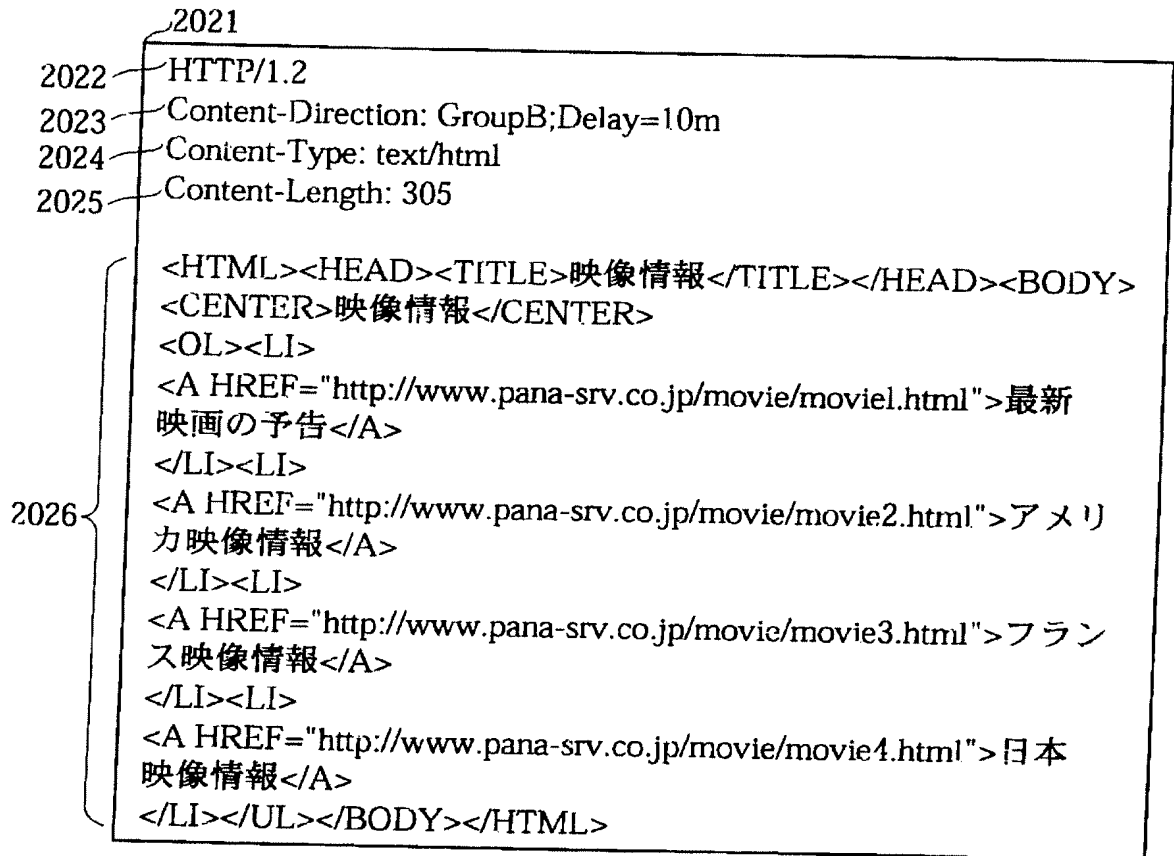 2021
2022 HTTP/1.2
2023 Content-Direction: GroupB;Delay=10m
2024 Content-Type: text/html
2025 Content-Length: 305
<HTML><HEAD><TITLE>映像情報</TITLE></HEAD><BODY>
<CENTER>映像情報</CENTER>
<OL><LI>
<A HREF="http://www.pana-srv.co.jp/movie/movie1.html">最新
映画の予告</A>
</LI><LI>
2026 <A HREF="http://www.pana-srv.co.jp/movie/movie2.html">アメリ
カ映像情報</A>
</LI><LI>
<A HREF="http://www.pana-srv.co.jp/movie/movie3.html">フラン
ス映像情報</A>
</LI><LI>
<A HREF="http://www.pana-srv.co.jp/movie/movie4.html">日本
映像情報</A>
</LI></UL></BODY></HTML>